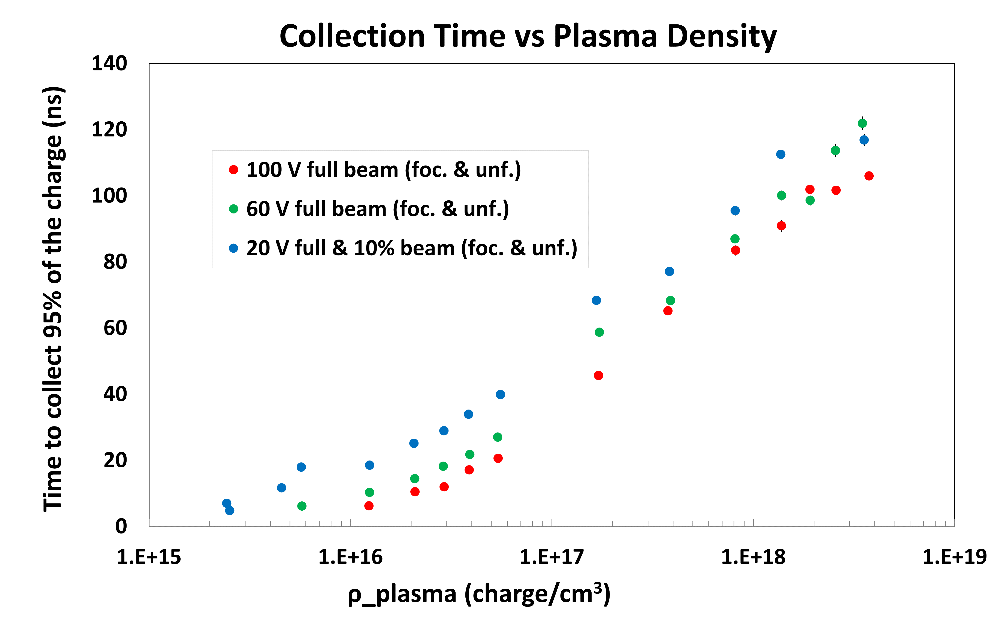 Collection Time vs Plasma Density
Time to collect 95% of the charge (ns)
140
120
100
80
60
40
20
0
100 V full beam (foc. & unf.)
60 V full beam (foc. & unf.)
20 V full & 10% beam (foc. & unf.)
1.E+15 1.E+16 1.E+17 1.E+18 1.E+19
ρ_plasma (charge/cm³)